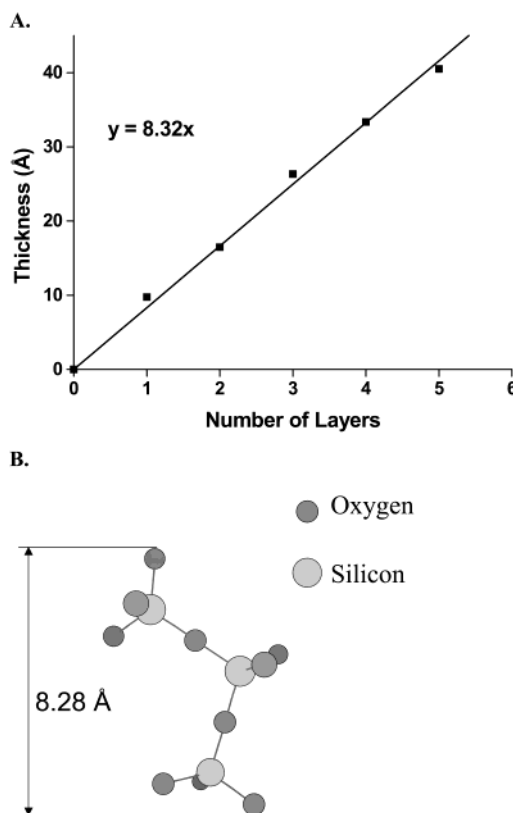 A.
40
30
20
10
0
Thickness (Å)
y = 8.32x
0 1 2 3 4 5 6
Number of Layers
B.
Oxygen
Silicon
8.28 Å